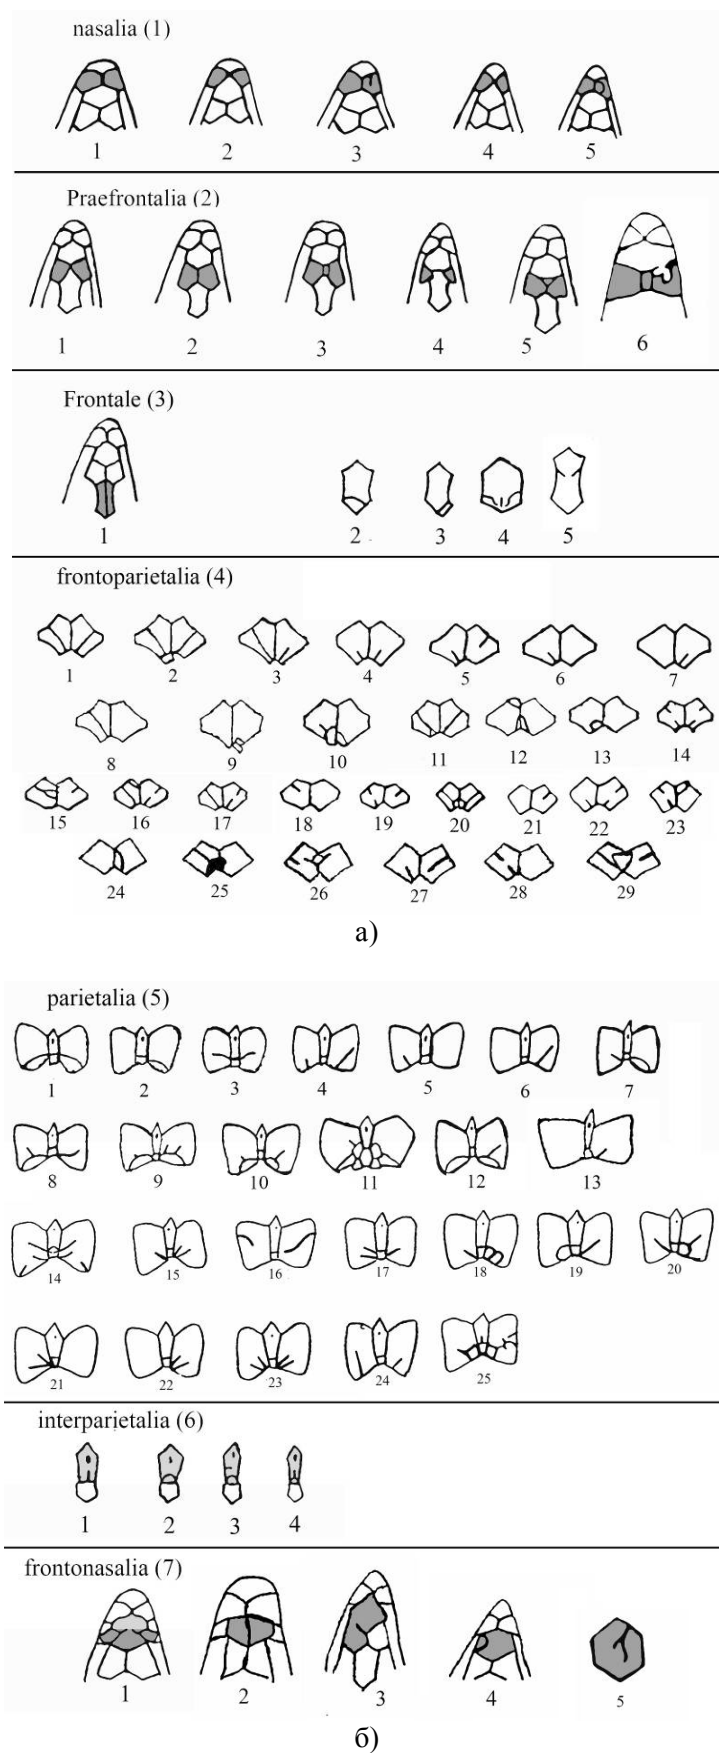 nasalia (1)
1 2 3 4 5
Praefrontalia (2)
1 2 3 4 5 6
Frontale (3)
1 2 3 4 5
frontoparietalia (4)
1 2 3 4 5 6 7
8 9 10 11 12 13 14
15 16 17 18 19 20 21 22 23
24 25 26 27 28 29
а)
parietalia (5)
1 2 3 4 5 6 7
8 9 10 11 12 13
14 15 16 17 18 19 20
21 22 23 24 25
interparietalia (6)
1 2 3 4
frontonasalia (7)
1 2 3 4 5
б)